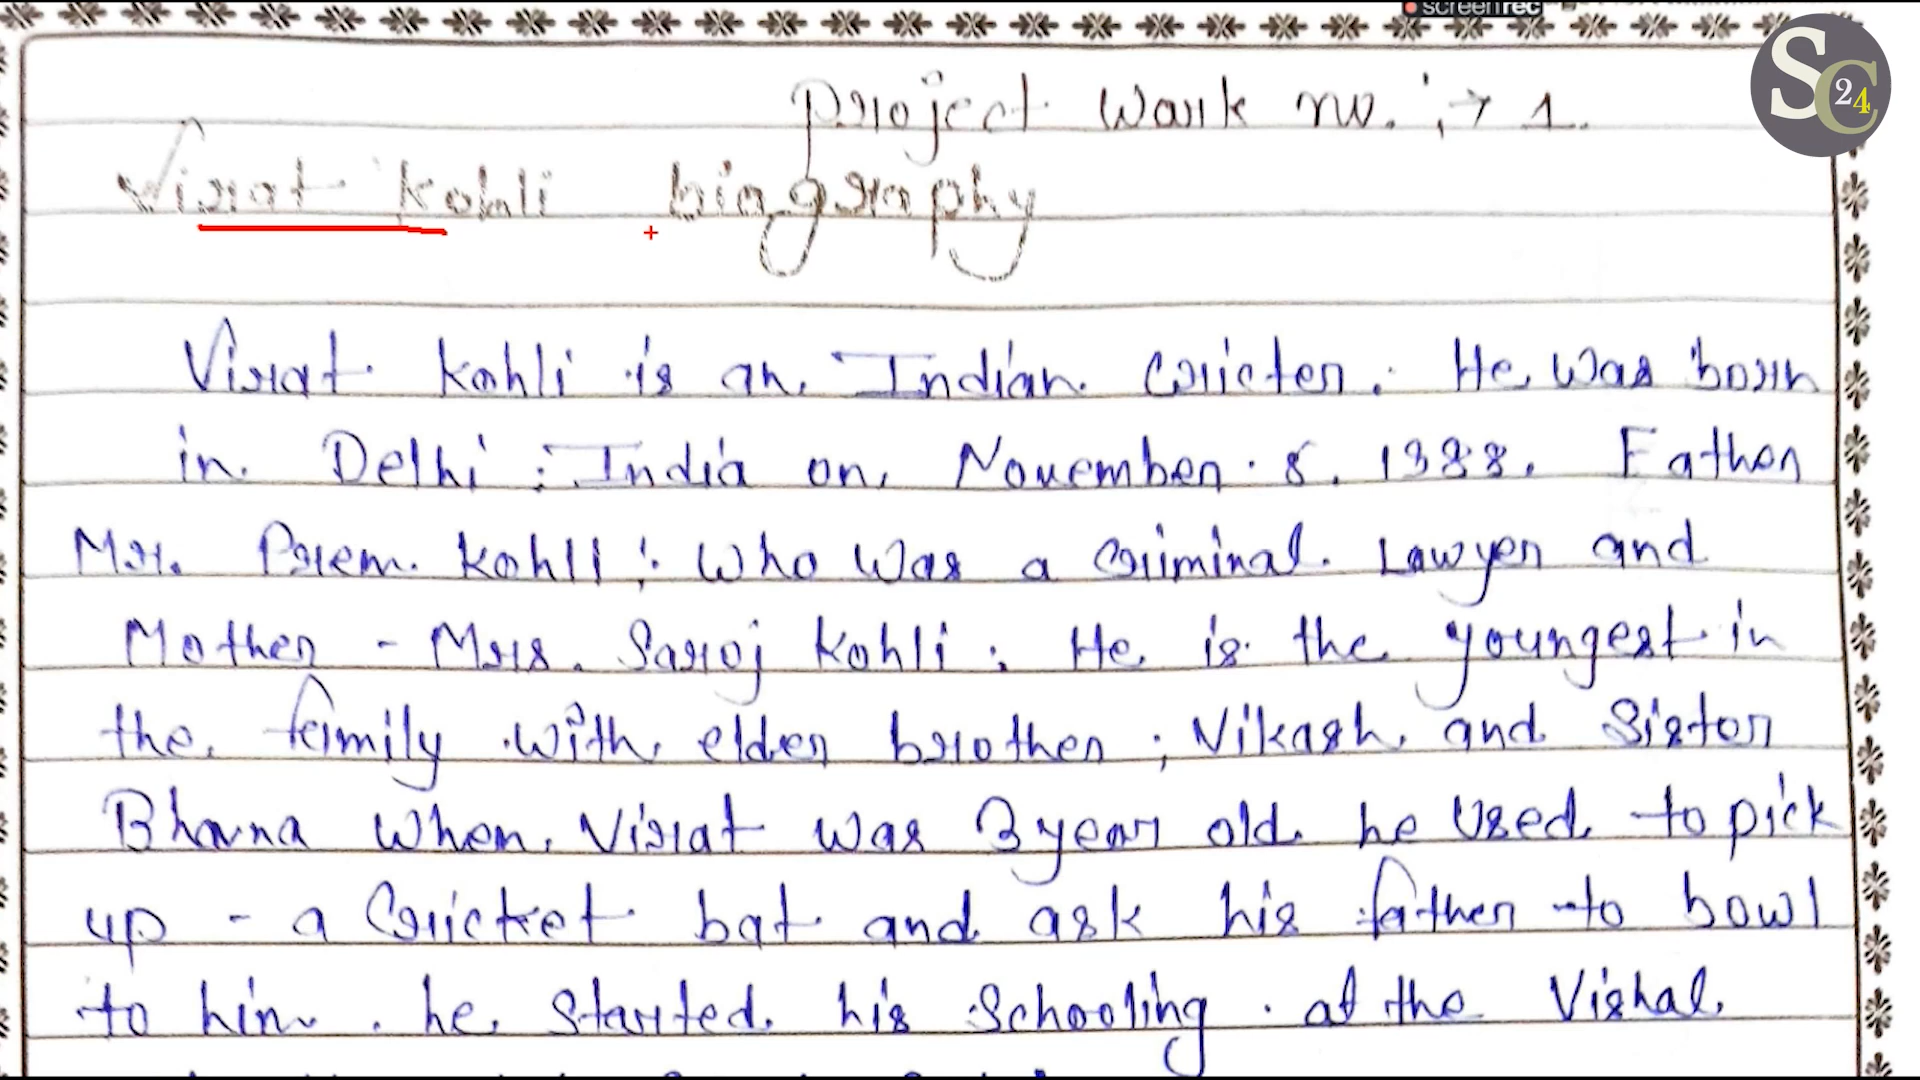 screenrec
SC 24
Project Work no. :→ 1.
Virat Kohli biography
Virat Kohli is an Indian Cricter. He was born
in Delhi : India on November 5. 1988. Father
Mr. Prem Kohli : Who Was a Criminal Lawyer and
Mother - Mrs. Saroj Kohli : He is the youngest in
the family with elder brother ; Vikash and Sister
Bhavna when Virat was 3 year old he Used to pick
up - a Cricket bat and ask his father to bowl
to him . he started his Schooling . at the Vishal